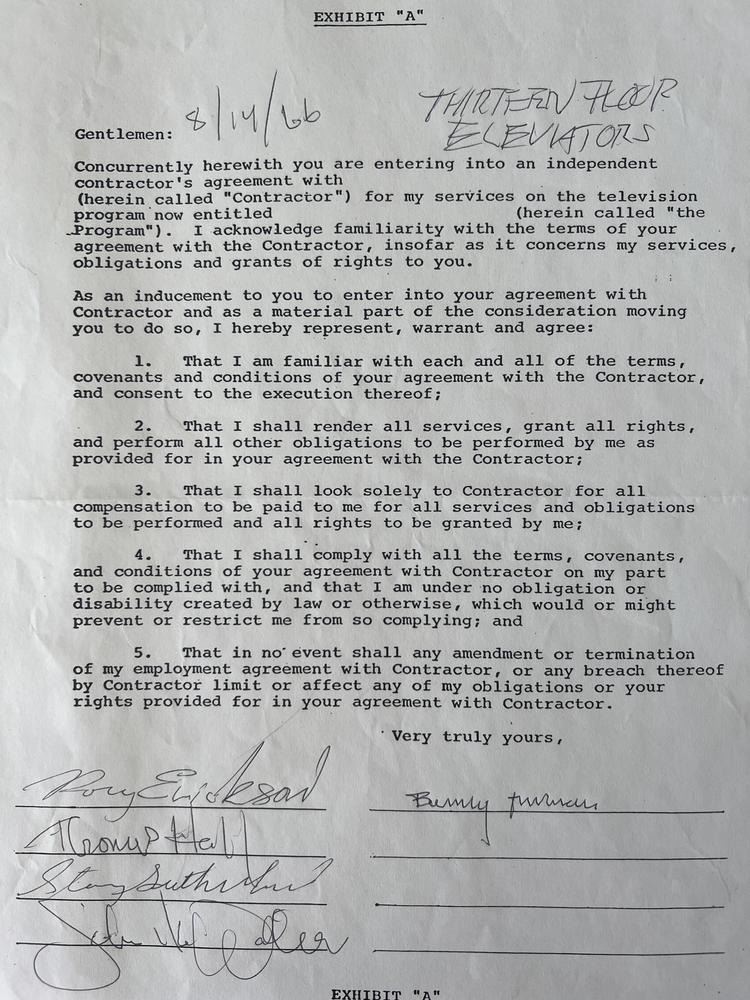 EXHIBIT "A"
8/14/66
THIRTEEN FLOOR
ELEVIATORS
Gentlemen:
Concurrently herewith you are entering into an independent
contractor's agreement with
(herein called "Contractor") for my services on the television
program now entitled (herein called "the
Program"). I acknowledge familiarity with the terms of your
agreement with the Contractor, insofar as it concerns my services,
obligations and grants of rights to you.
As an inducement to you to enter into your agreement with
Contractor and as a material part of the consideration moving
you to do so, I hereby represent, warrant and agree:
1. That I am familiar with each and all of the terms,
covenants and conditions of your agreement with the Contractor,
and consent to the execution thereof;
2. That I shall render all services, grant all rights,
and perform all other obligations to be performed by me as
provided for in your agreement with the Contractor;
3. That I shall look solely to Contractor for all
compensation to be paid to me for all services and obligations
to be performed and all rights to be granted by me;
4. That I shall comply with all the terms, covenants,
and conditions of your agreement with Contractor on my part
to be complied with, and that I am under no obligation or
disability created by law or otherwise, which would or might
prevent or restrict me from so complying; and
5. That in no event shall any amendment or termination
of my employment agreement with Contractor, or any breach thereof
by Contractor limit or affect any of my obligations or your
rights provided for in your agreement with Contractor.
Very truly yours,
Rory Erickson
Benny Thurman
Tommy Hall
Stacy Sutherland
John Walker
EXHIBIT "A"